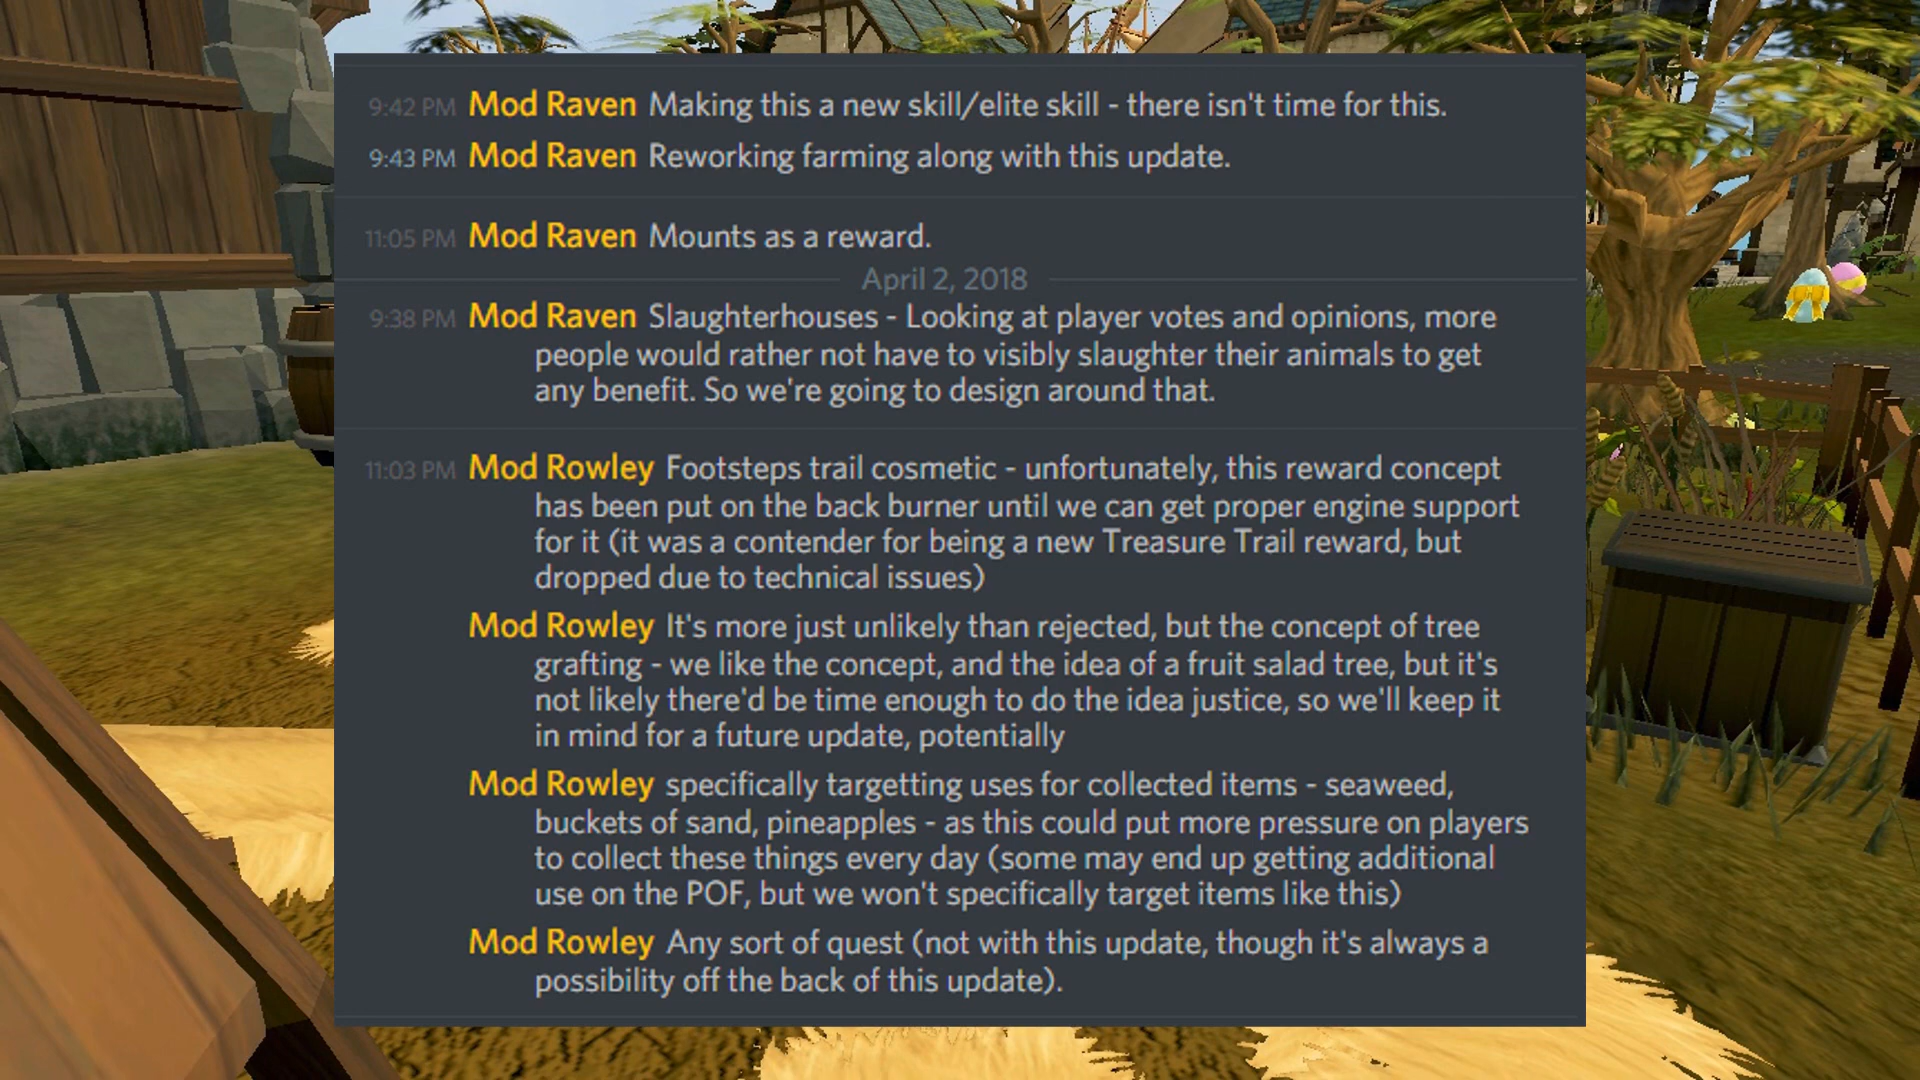 9:42 PM Mod Raven Making this a new skill/elite skill - there isn't time for this.
9:43 PM Mod Raven Reworking farming along with this update.
11:05 PM Mod Raven Mounts as a reward.
April 2, 2018
9:38 PM Mod Raven Slaughterhouses - Looking at player votes and opinions, more
people would rather not have to visibly slaughter their animals to get
any benefit. So we're going to design around that.
11:03 PM Mod Rowley Footsteps trail cosmetic - unfortunately, this reward concept
has been put on the back burner until we can get proper engine support
for it (it was a contender for being a new Treasure Trail reward, but
dropped due to technical issues)
Mod Rowley It's more just unlikely than rejected, but the concept of tree
grafting - we like the concept, and the idea of a fruit salad tree, but it's
not likely there'd be time enough to do the idea justice, so we'll keep it
in mind for a future update, potentially
Mod Rowley specifically targetting uses for collected items - seaweed,
buckets of sand, pineapples - as this could put more pressure on players
to collect these things every day (some may end up getting additional
use on the POF, but we won't specifically target items like this)
Mod Rowley Any sort of quest (not with this update, though it's always a
possibility off the back of this update).